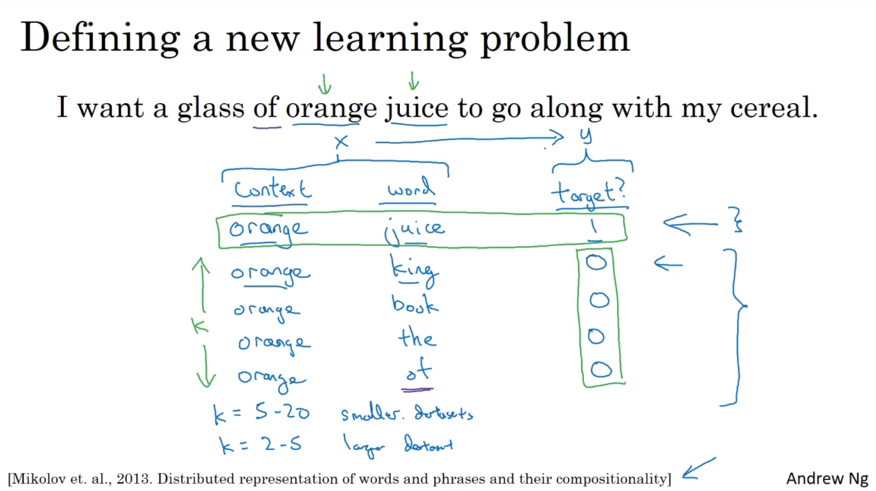 Defining a new learning problem
I want a glass of orange juice to go along with my cereal.
x y
Context word target?
orange juice 1
orange king 0
orange book 0
orange the 0
orange of 0
k
k = 5-20 smaller datasets
k = 2-5 larger
[Mikolov et. al., 2013. Distributed representation of words and phrases and their compositionality]
Andrew Ng